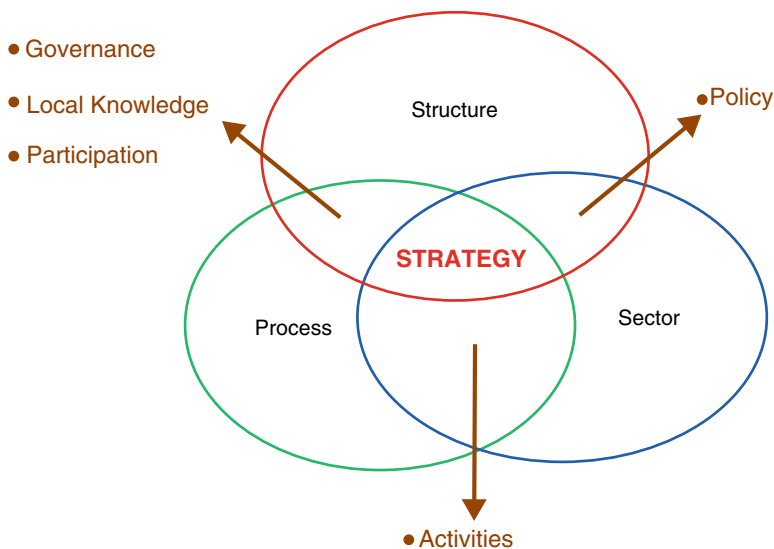 • Governance
• Local Knowledge
• Participation
Structure
• Policy
STRATEGY
Process
Sector
• Activities